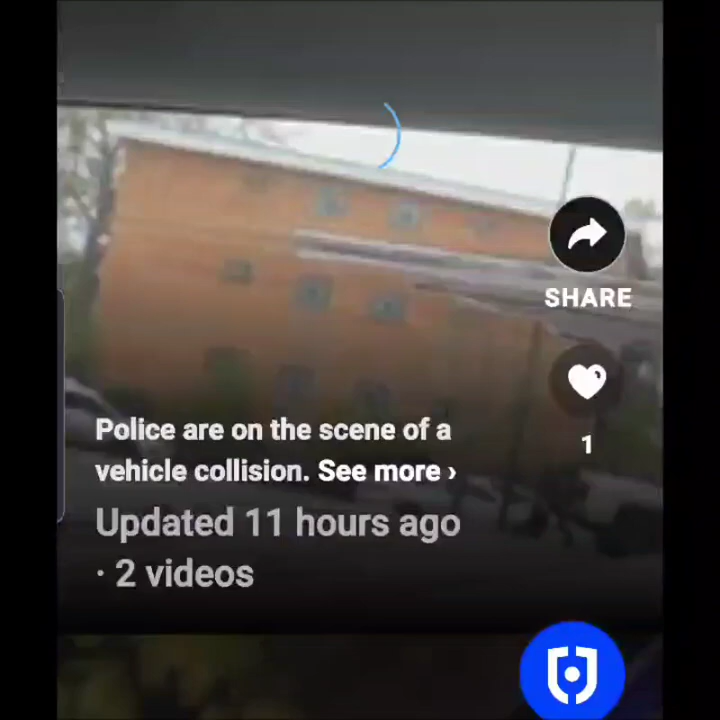 SHARE
1
Police are on the scene of a
vehicle collision. See more ›
Updated 11 hours ago
· 2 videos